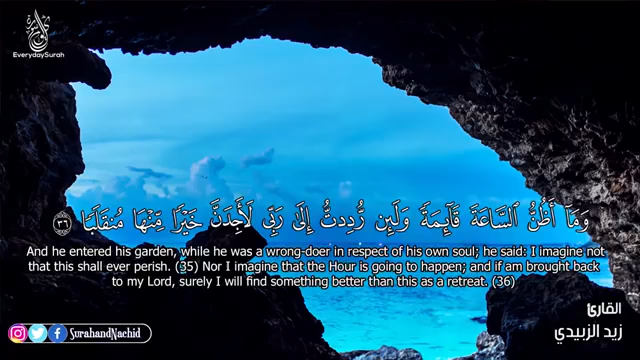 EverydaySurah
وَمَآ أَظُنُّ ٱلسَّاعَةَ قَآئِمَةً وَلَئِن رُّدِدتُّ إِلَىٰ رَبِّى لَأَجِدَنَّ خَيْرًا مِّنْهَا مُنقَلَبًا ٣٦
And he entered his garden, while he was a wrong-doer in respect of his own soul; he said: I imagine not
that this shall ever perish. (35) Nor I imagine that the Hour is going to happen; and if am brought back
to my Lord, surely I will find something better than this as a retreat. (36)
القارئ
زيد الزبيدي
SurahandNachid